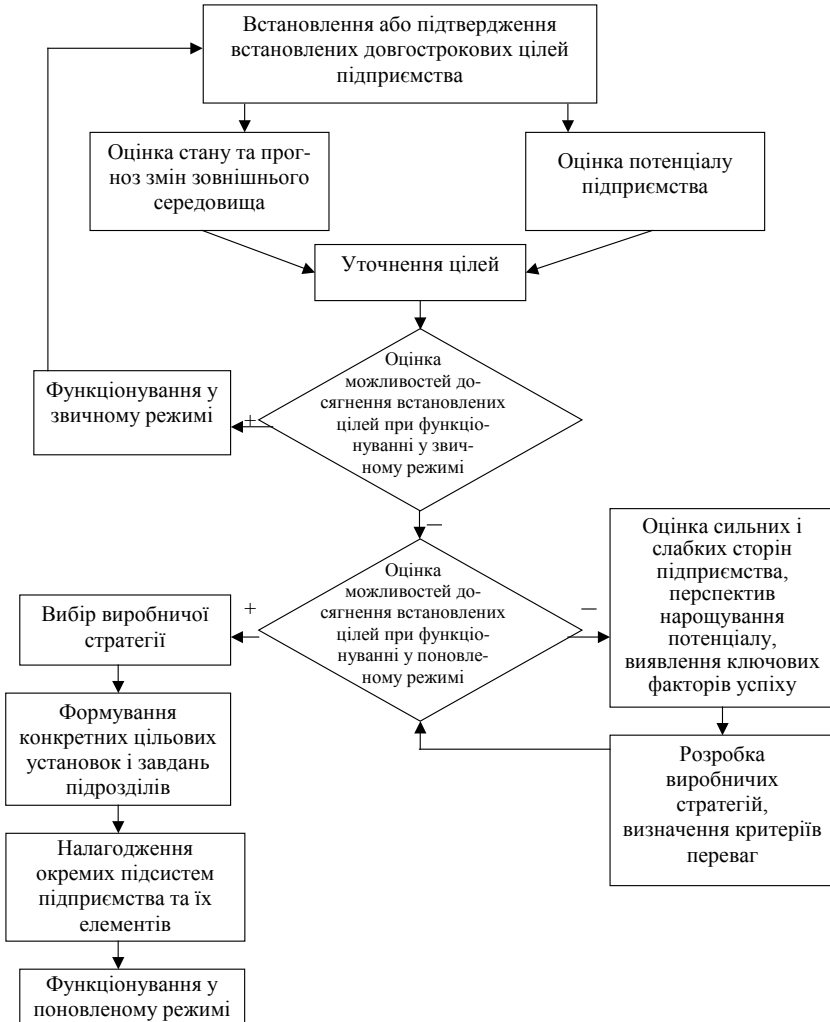 Встановлення або підтвердження
встановлених довгострокових цілей
підприємства
Оцінка стану та прог-
ноз змін зовнішнього
середовища
Оцінка потенціалу
підприємства
Уточнення цілей
Оцінка
можливостей до-
сягнення встановлених
цілей при функціо-
нуванні у звич-
ному режимі
Функціонування у
звичному режимі
+
–
Оцінка
можливостей до-
сягнення встановлених
цілей при функціо-
нуванні у поновле-
ному режимі
+
–
Оцінка сильних і
слабких сторін
підприємства,
перспектив
нарощування
потенціалу,
виявлення ключових
факторів успіху
Вибір виробничої
стратегії
Формування
конкретних цільових
установок і завдань
підрозділів
Розробка
виробничих
стратегій,
визначення критеріїв
переваг
Налагодження
окремих підсистем
підприємства та їх
елементів
Функціонування у
поновленому режимі